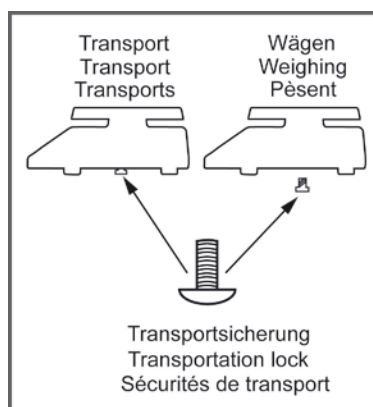 Transport
Transport
Transports
Wägen
Weighing
Pèsent
Transportsicherung
Transportation lock
Sécurités de transport